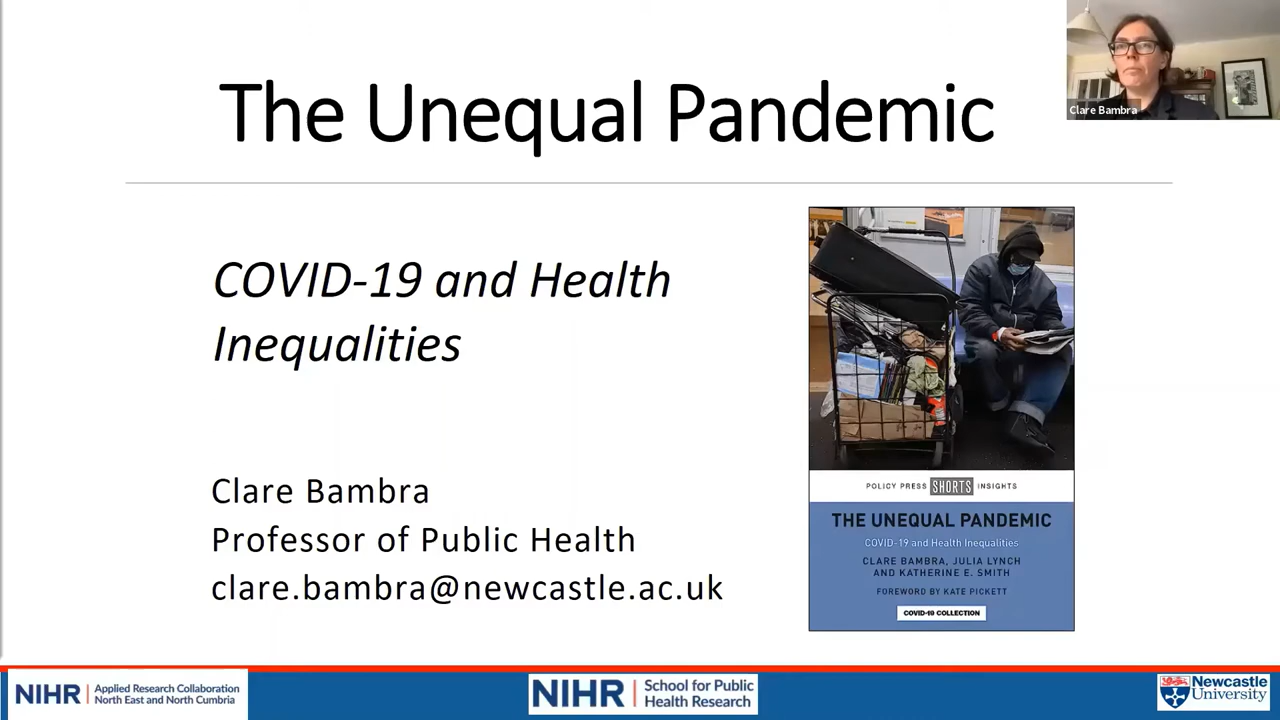 The Unequal Pandemic
Clare Bambra
COVID-19 and Health
Inequalities
Clare Bambra
Professor of Public Health
clare.bambra@newcastle.ac.uk
POLICY PRESS SHORTS INSIGHTS
THE UNEQUAL PANDEMIC
COVID-19 and Health Inequalities
CLARE BAMBRA, JULIA LYNCH
AND KATHERINE E. SMITH
FOREWORD BY KATE PICKETT
COVID-19 COLLECTION
NIHR | Applied Research Collaboration
North East and North Cumbria
NIHR | School for Public
Health Research
Newcastle
University